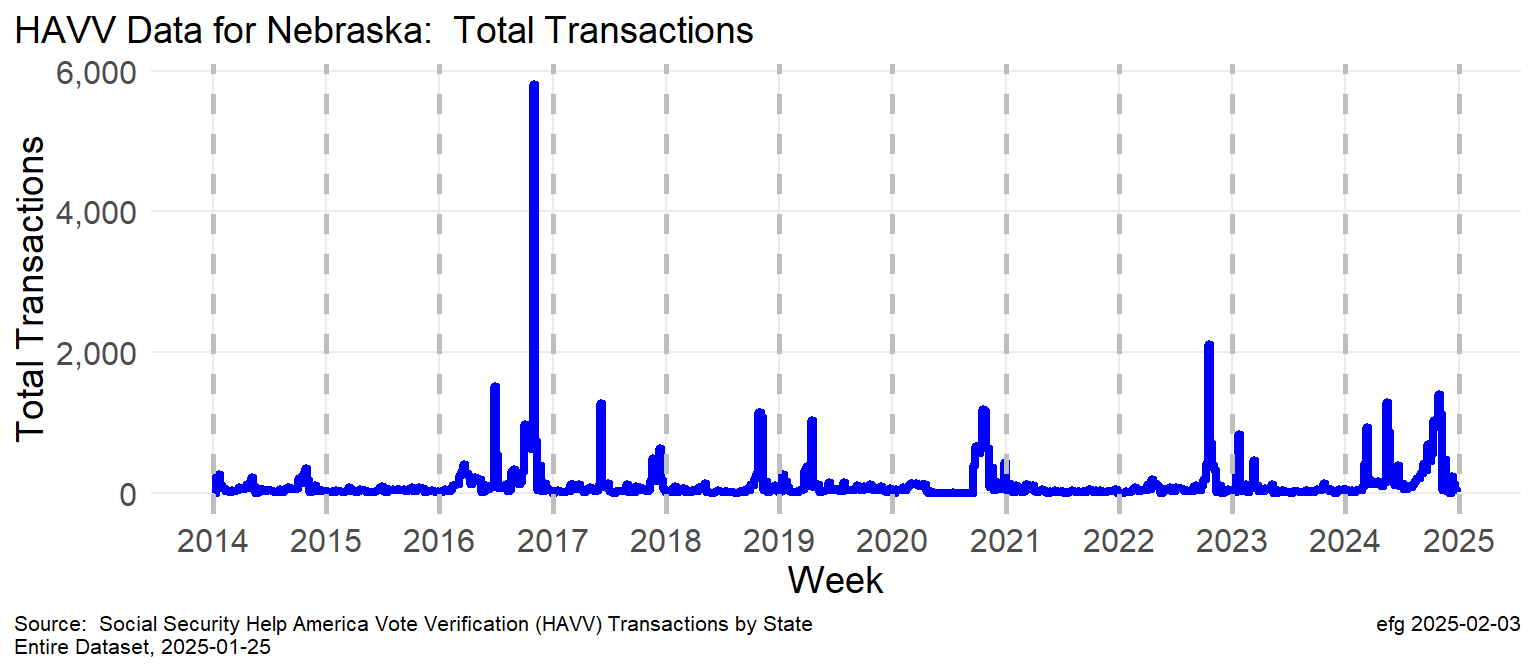 HAVV Data for Nebraska:  Total Transactions
6,000
4,000
2,000
0
Total Transactions
2014 2015 2016 2017 2018 2019 2020 2021 2022 2023 2024 2025
Week
Source:  Social Security Help America Vote Verification (HAVV) Transactions by State
Entire Dataset, 2025-01-25
efg 2025-02-03